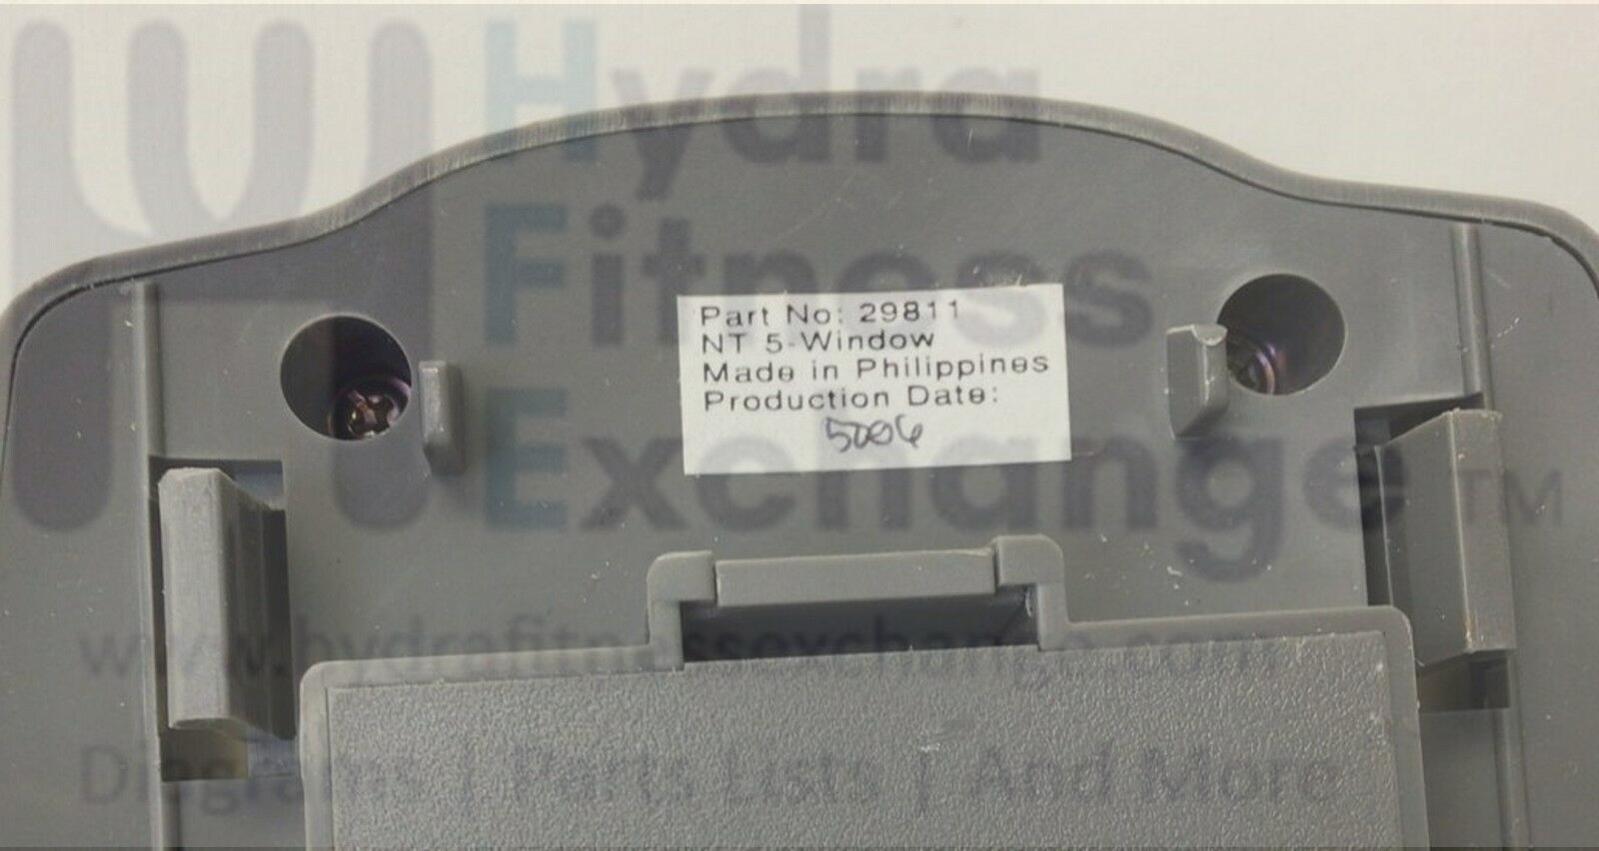 Hydra
Fitness
Exchange™
Part No: 29811
NT 5-Window
Made in Philippines
Production Date:
5006
www.hydrafitnessexchange.com
Diagrams | Parts Lists | And More